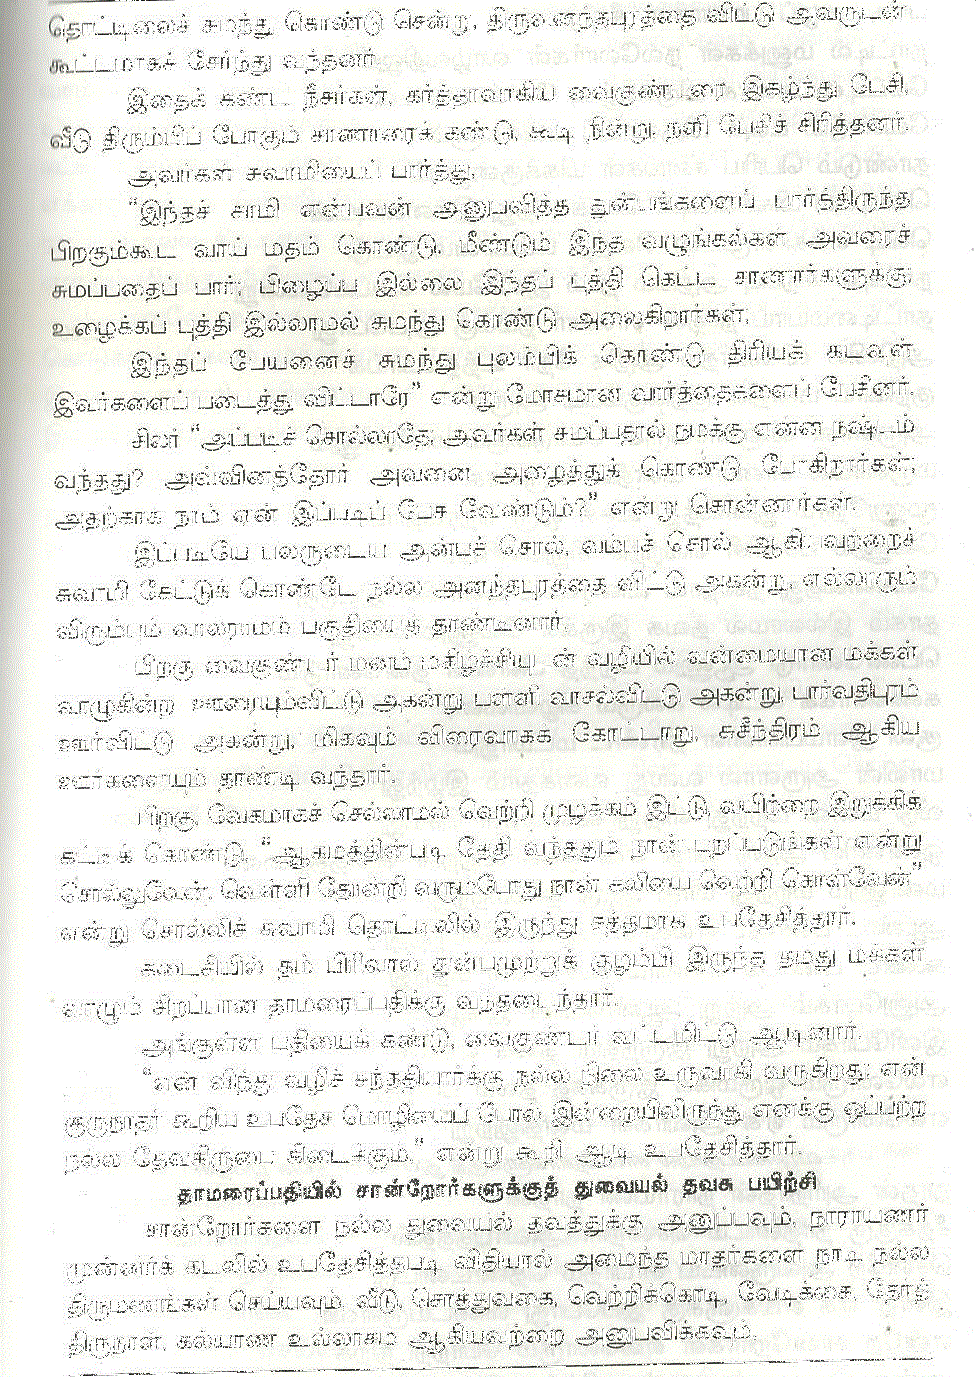 தொட்டிலைச் சுமந்து கொண்டு சென்று, திருவனந்தபுரத்தை விட்டு அவருடன்
கூட்டமாகச் சேர்ந்து வந்தனர்.
இதைக் கண்ட நீசர்கள், கர்த்தாவாகிய வைகுண்டரை இகழ்ந்து பேசி,
வீடு திரும்பிப் போகும் சாணாரைக் கண்டு, கூடி நின்று, நனி பேசிச் சிரித்தனர்.
அவர்கள் சுவாமியைப் பார்த்து,
“இந்தச் சாமி என்பவன் அனுபவித்த துன்பங்களைப் பார்த்திருந்த
பிறகும்கூட வாய் மதம் கொண்டு, மீண்டும் இந்த அவரைச்
சுமப்பதைப் பார்; பிழைப்பு இல்லை இந்தப் புத்தி கெட்ட சாணார்களுக்கு;
உழைக்கப் புத்தி இல்லாமல் சுமந்து கொண்டு அலைகிறார்கள்;
இந்தப் பேயனைச் சுமந்து புலம்பிக் கொண்டு திரியக் கடவுள்
இவர்களைப் படைத்து விட்டாரே” என்று மோசமான வார்த்தைகளைப் பேசினர்.
சிலர் “அப்படிச் சொல்லாதே; அவர்கள் சுமப்பதால் நமக்கு என்ன நஷ்டம்
வந்தது? அவ்வினத்தோர் அவனை அழைத்துக் கொண்டு போகிறார்கள்;
அதற்காக நாம் ஏன் இப்படிப் பேச வேண்டும்?” என்று சொன்னார்கள்.
இப்படியே பலருடைய அன்புச் சொல், வம்புச் சொல் ஆகியவற்றைச்
சுவாமி கேட்டுக் கொண்டே நல்ல அனந்தபுரத்தை விட்டு அகன்று, எல்லாரும்
விரும்பும் பாலராமம் பகுதியைத் தாண்டினார்.
பிறகு வைகுண்டர் மனம் மகிழ்ச்சியுடன் வழியில் வன்மையான மக்கள்
வாழுகின்ற ஊரையும்விட்டு அகன்று, பள்ளி வாசல்விட்டு அகன்று, பார்வதிபுரம்
ஊர்விட்டு அகன்று, மிகவும் விரைவாகக் கோட்டாறு, சுசீந்திரம் ஆகிய
ஊர்களையும் தாண்டி வந்தார்.
பிறகு, வேகமாகச் செல்லாமல் வெற்றி முழக்கம் இட்டு, வயிற்றை இறுக்கிக்
கட்டிக் கொண்டு, “ஆகமத்தின்படி தேதி வந்ததும் நான் புறப்படுங்கள் என்று
சொல்லுவேன்; வெள்ளி தோன்றி வரும்போது நான் கலியை வெற்றி கொள்வேன்”
என்று சொல்லிச் சுவாமி தொட்டிலில் இருந்து சத்தமாக உபதேசித்தார்.
கடைசியில் தம் பிரிவால் துன்பமுற்றுக் குழம்பி இருந்த தமது மக்கள்
வாழும் சிறப்பான தாமரைப்பதிக்கு வந்தடைந்தார்.
அங்குள்ள பதியைக் கண்டு, வைகுண்டர் வட்டமிட்டு ஆடினார்.
“என் விந்து வழிச் சந்ததியார்க்கு நல்ல நிலை உருவாகி வருகிறது; என்
குருநாதர் கூறிய உபதேச மொழியைப் போல் இன்றையிலிருந்து எனக்கு ஒப்பற்ற
நல்ல தேவகிருபை கிடைக்கும்.” என்று கூறி ஆடி உபதேசித்தார்.
தாமரைப்பதியில் சான்றோர்களுக்குத் துவையல் தவசு பயிற்சி
சான்றோர்களை நல்ல துவையல் தவத்துக்கு அனுப்பவும், நாராயணர்
முன்னர்க் கடலில் உபதேசித்தபடி விதியால் அமைந்த மாதர்களை நாடி நல்ல
திருமணங்கள் செய்யவும், வீடு, சொத்துவகை, வெற்றிக்கொடி, வேடிக்கை, தேர்த்
திருநாள், கல்யாண உல்லாசம் ஆகியவற்றை அனுபவிக்கவும்,